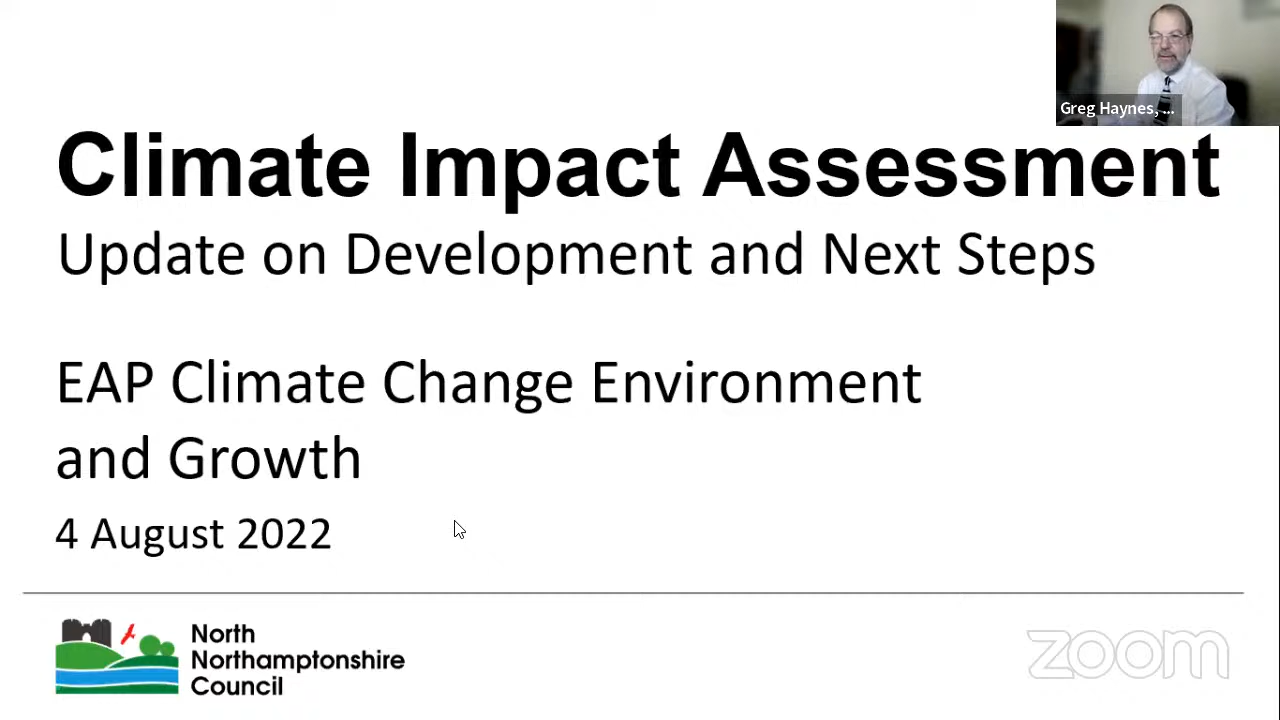 Greg Haynes, ...
Climate Impact Assessment
Update on Development and Next Steps
EAP Climate Change Environment
and Growth
4 August 2022
North
Northamptonshire
Council
zoom